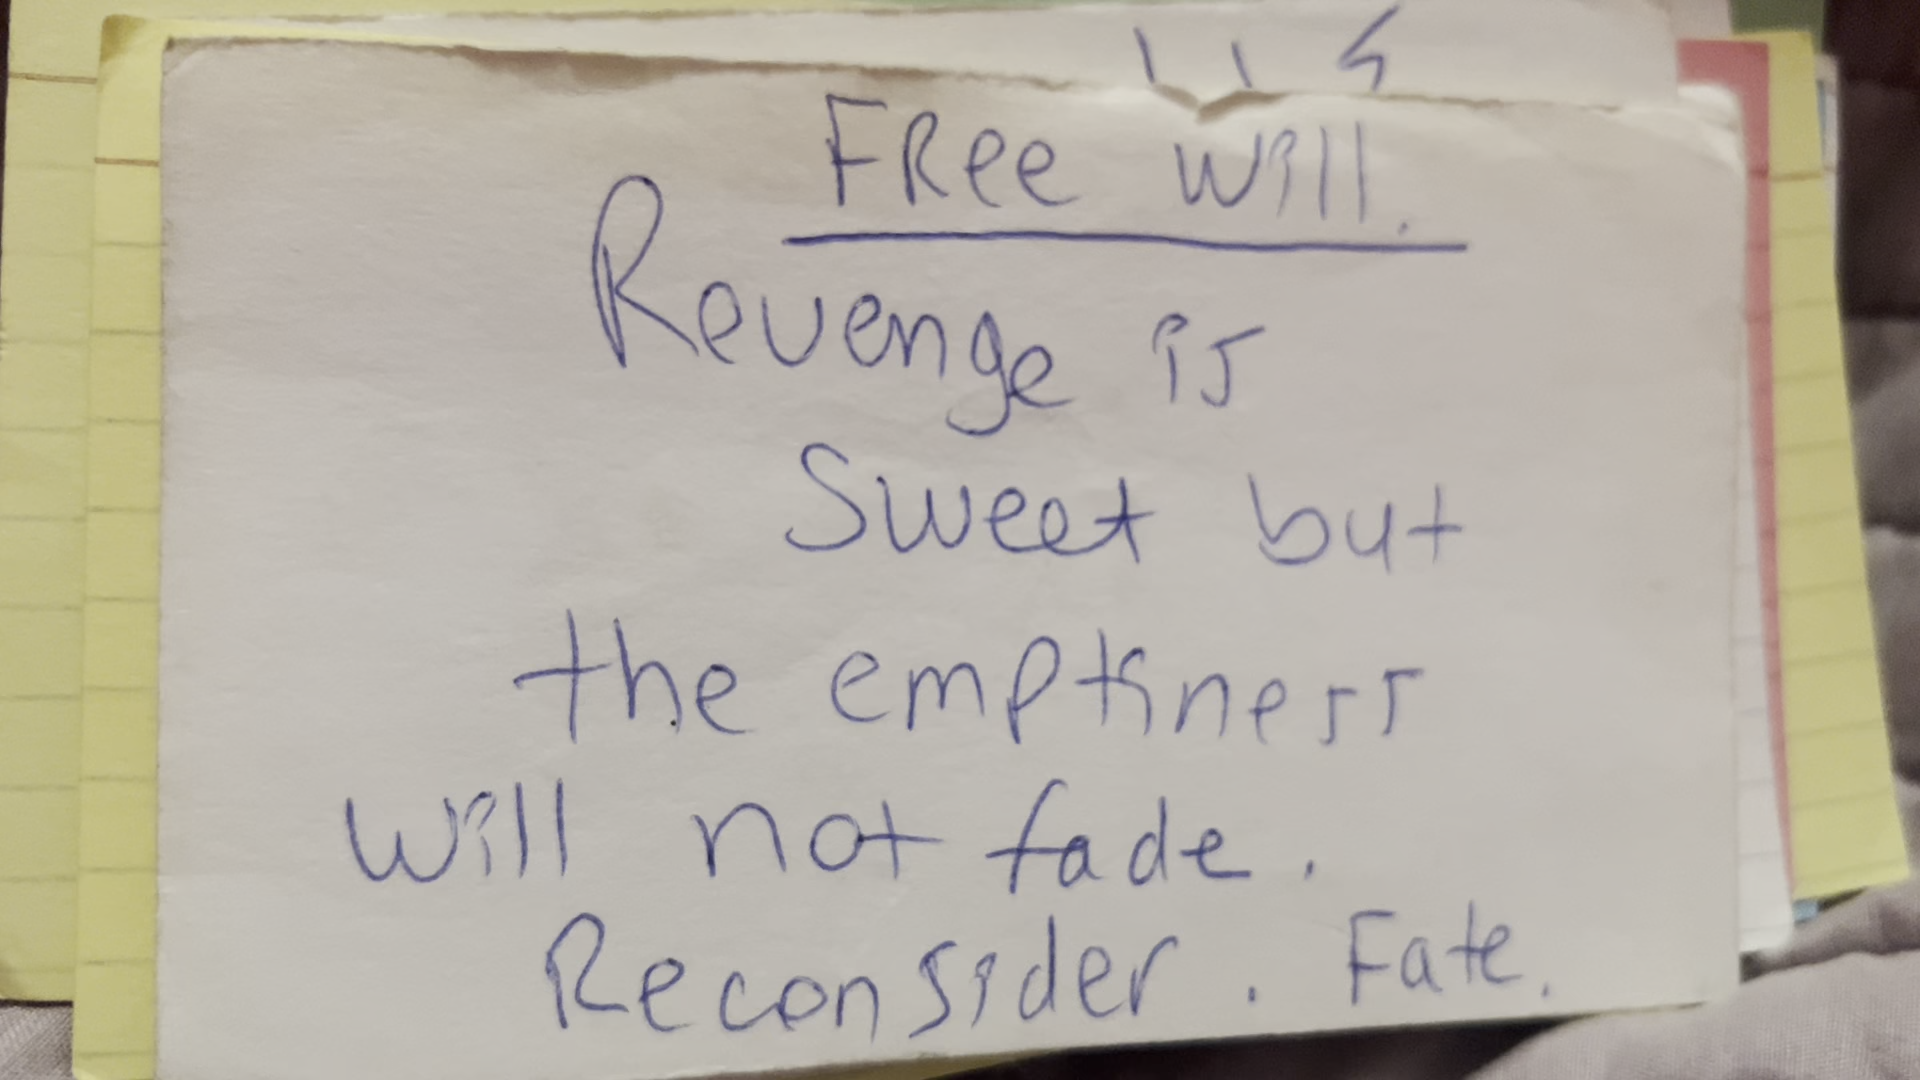 FRee will.
Revenge is
Sweet but
the emptiness
will not fade.
Reconsider. Fate.